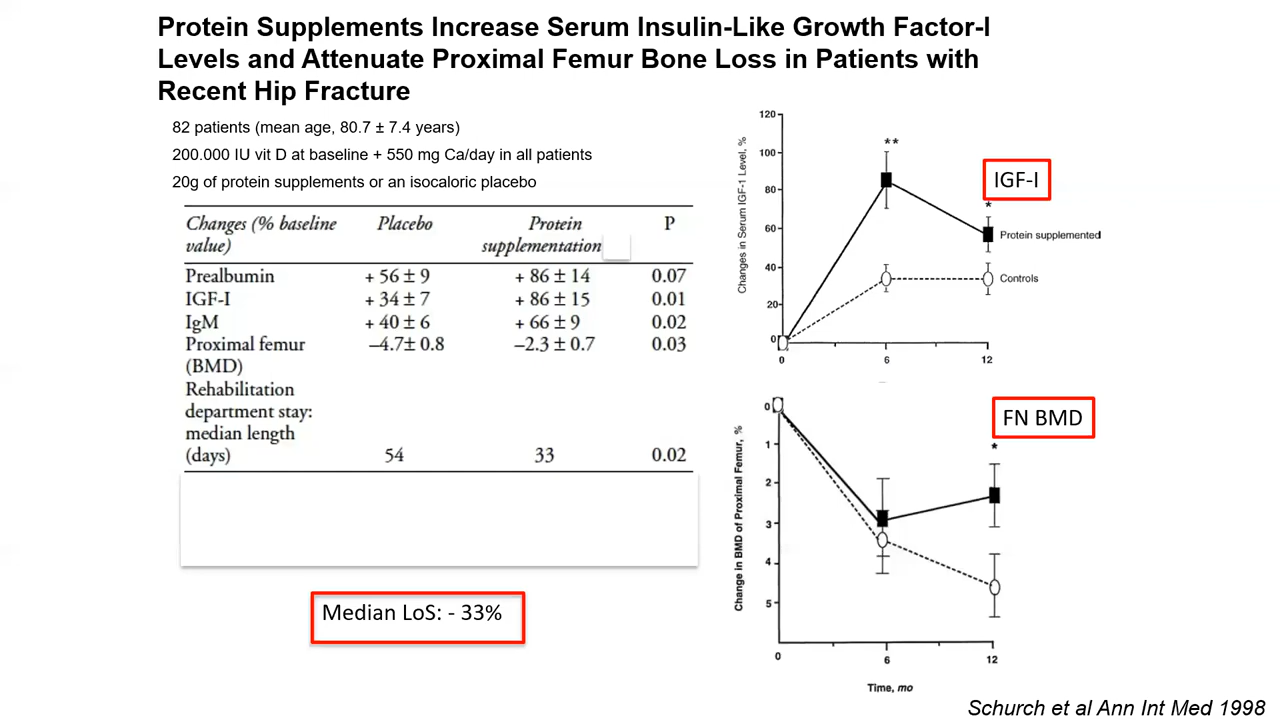 Protein Supplements Increase Serum Insulin-Like Growth Factor-I
Levels and Attenuate Proximal Femur Bone Loss in Patients with
Recent Hip Fracture
82 patients (mean age, 80.7 ± 7.4 years)
200.000 IU vit D at baseline + 550 mg Ca/day in all patients
20g of protein supplements or an isocaloric placebo
Changes (% baseline value) Placebo Protein supplementation P
Prealbumin + 56 ± 9 + 86 ± 14 0.07
IGF-I + 34 ± 7 + 86 ± 15 0.01
IgM + 40 ± 6 + 66 ± 9 0.02
Proximal femur –4.7± 0.8 –2.3 ± 0.7 0.03
(BMD)
Rehabilitation
department stay:
median length
(days) 54 33 0.02
Median LoS: - 33%
Changes in Serum IGF-1 Level, %
120
100
80
60
40
20
0
**
*
IGF-I
Protein supplemented
Controls
0 6 12
Change in BMD of Proximal Femur, %
0
1
2
3
4
5
FN BMD
*
0 6 12
Time, mo
Schurch et al Ann Int Med 1998